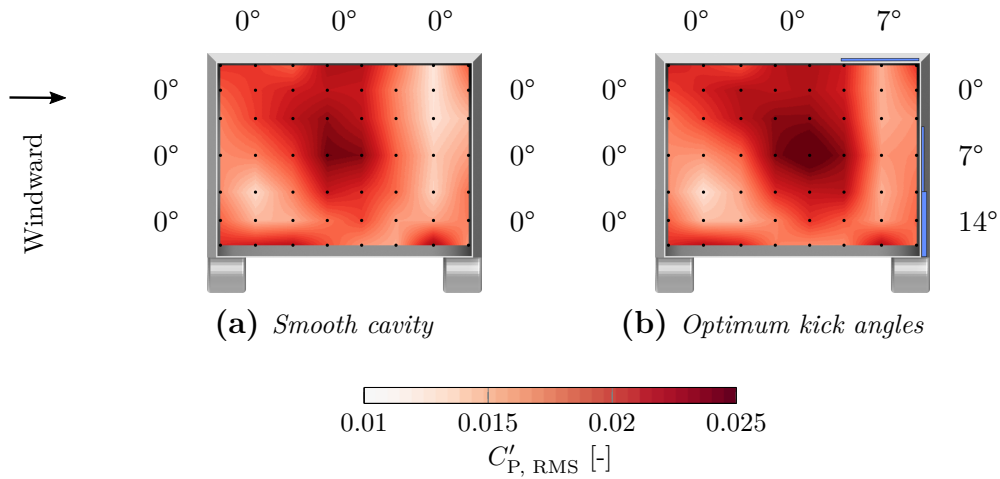 0° 0° 0° 0° 0° 7°
0° 0° 0° 0°
Windward
0° 0° 0° 7°
0° 0° 0° 14°
(a) Smooth cavity (b) Optimum kick angles
0.01 0.015 0.02 0.025
C′P, RMS [-]